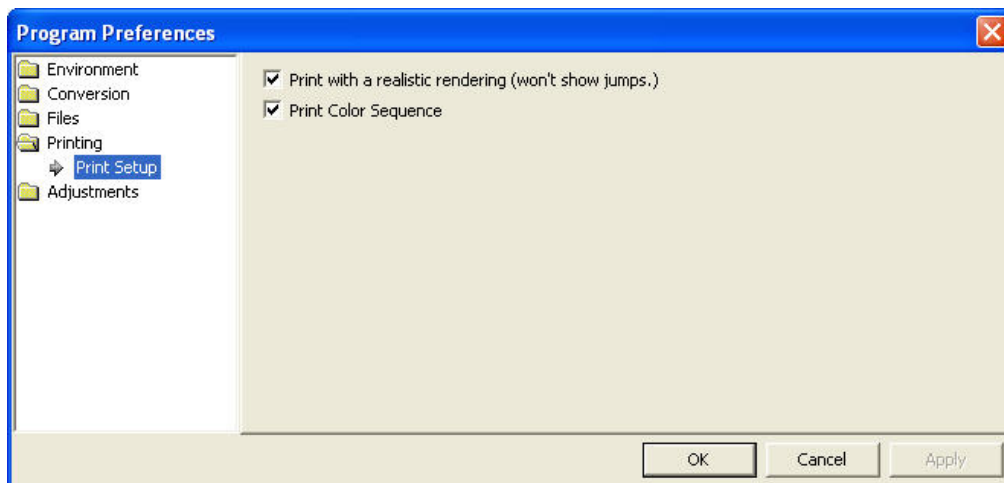 Program Preferences
Environment
Conversion
Files
Printing
Print Setup
Adjustments
Print with a realistic rendering (won't show jumps.)
Print Color Sequence
OK
Cancel
Apply